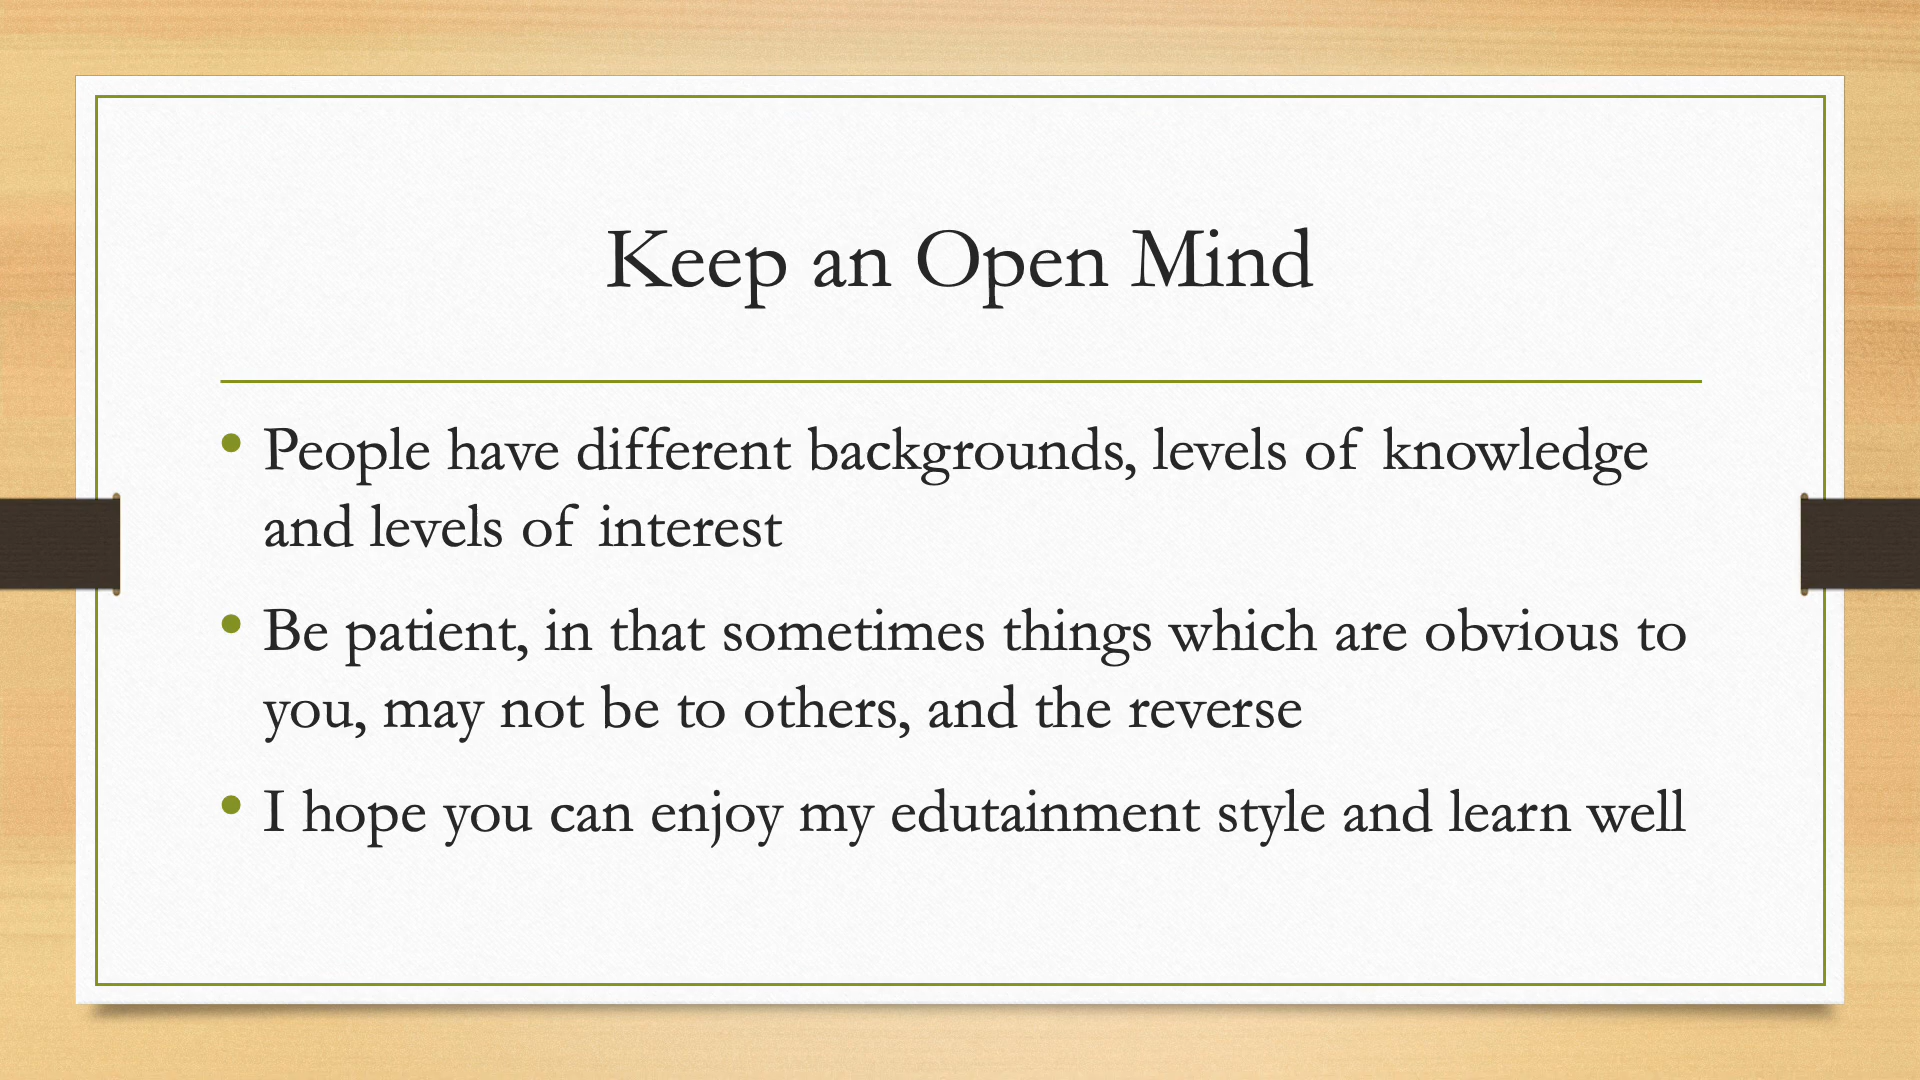 Keep an Open Mind
• People have different backgrounds, levels of knowledge
and levels of interest
• Be patient, in that sometimes things which are obvious to
you, may not be to others, and the reverse
• I hope you can enjoy my edutainment style and learn well